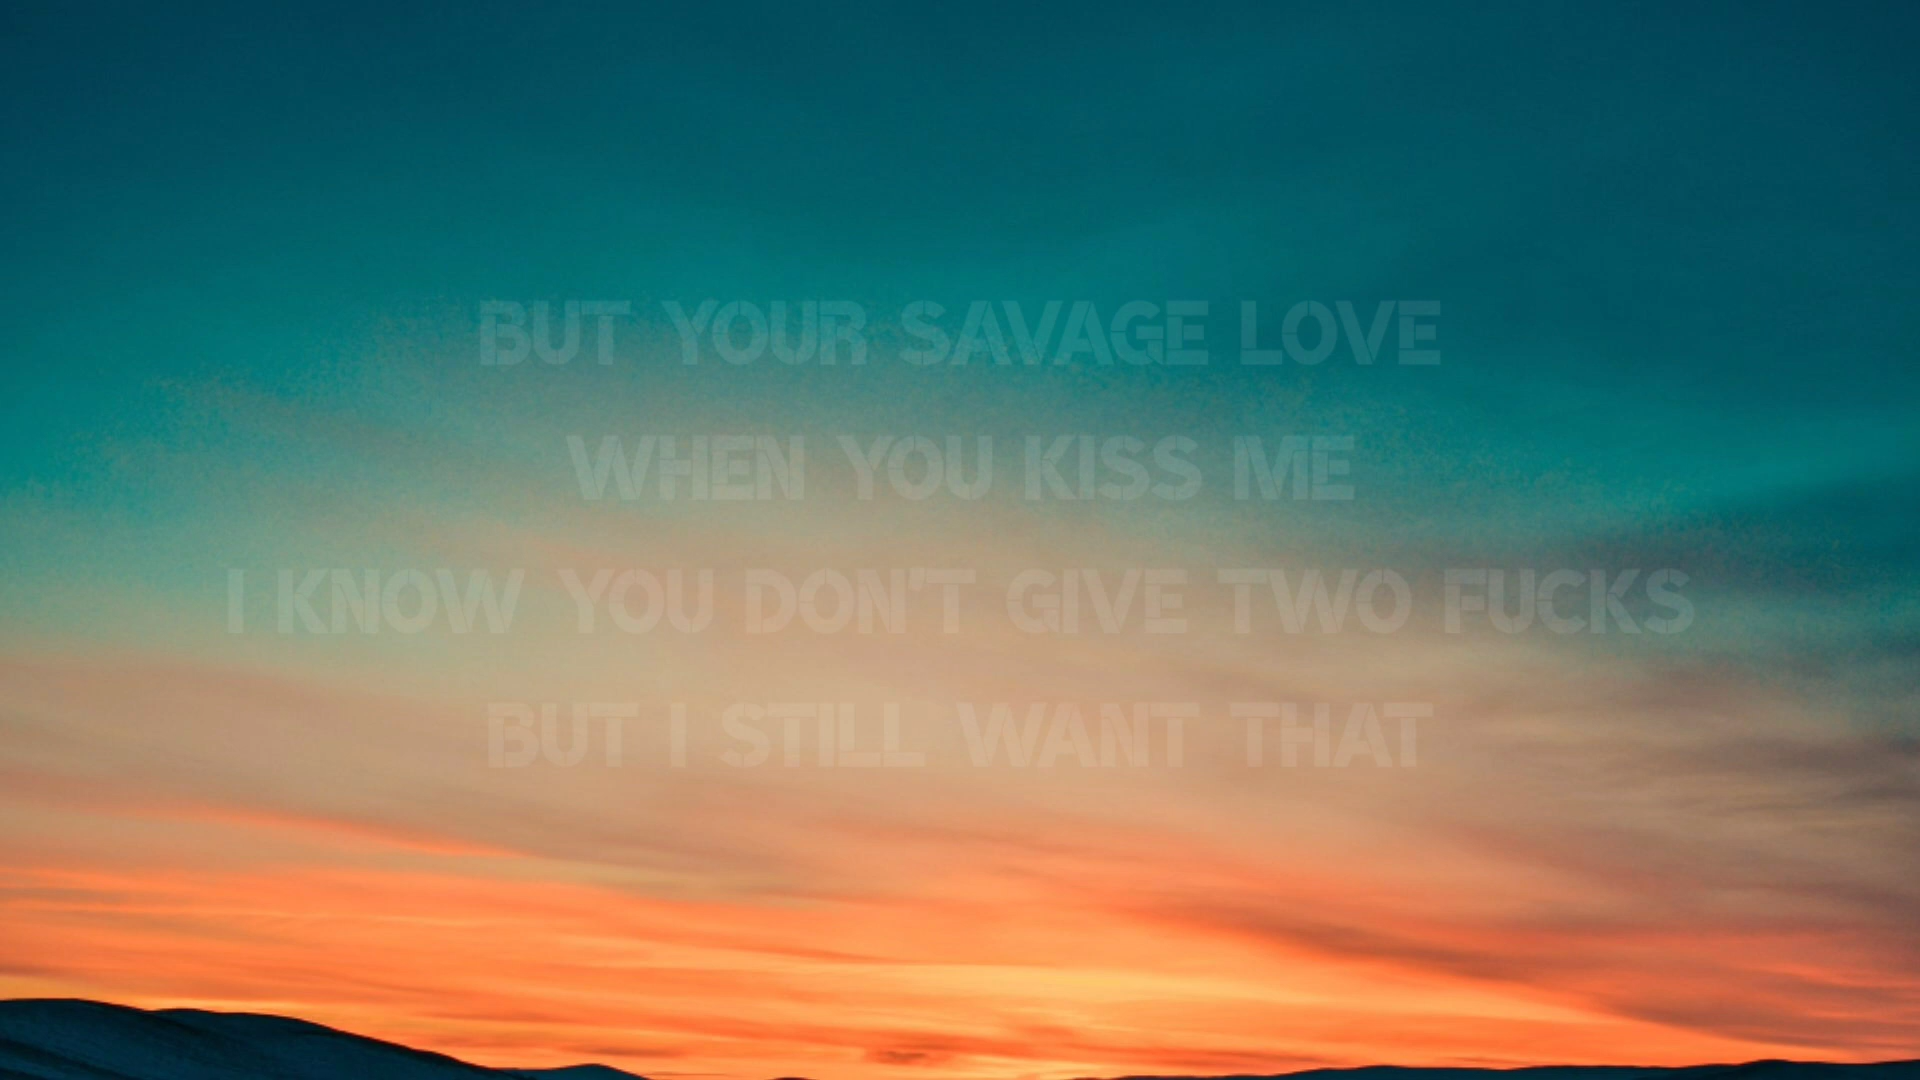 BUT YOUR SAVAGE LOVE
WHEN YOU KISS ME
I KNOW YOU DON'T GIVE TWO FUCKS
BUT I STILL WANT THAT